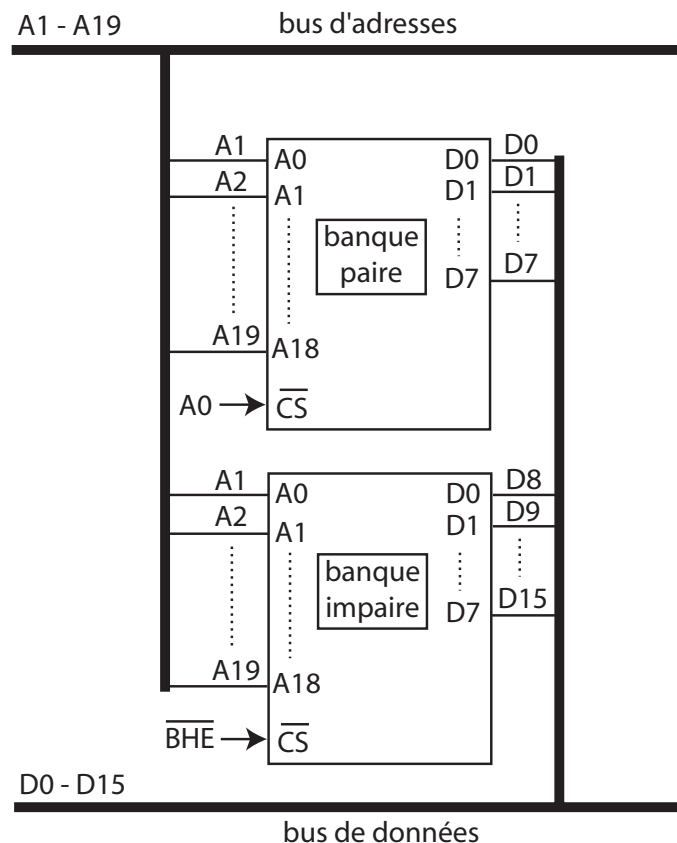 A1 - A19
bus d'adresses
A1
A0
D0
D0
A2
A1
D1
D1
banque
paire
D7
D7
A19
A18
A0
CS
A1
A0
D0
D8
A2
A1
D1
D9
banque
impaire
D7
D15
A19
A18
BHE
CS
D0 - D15
bus de données